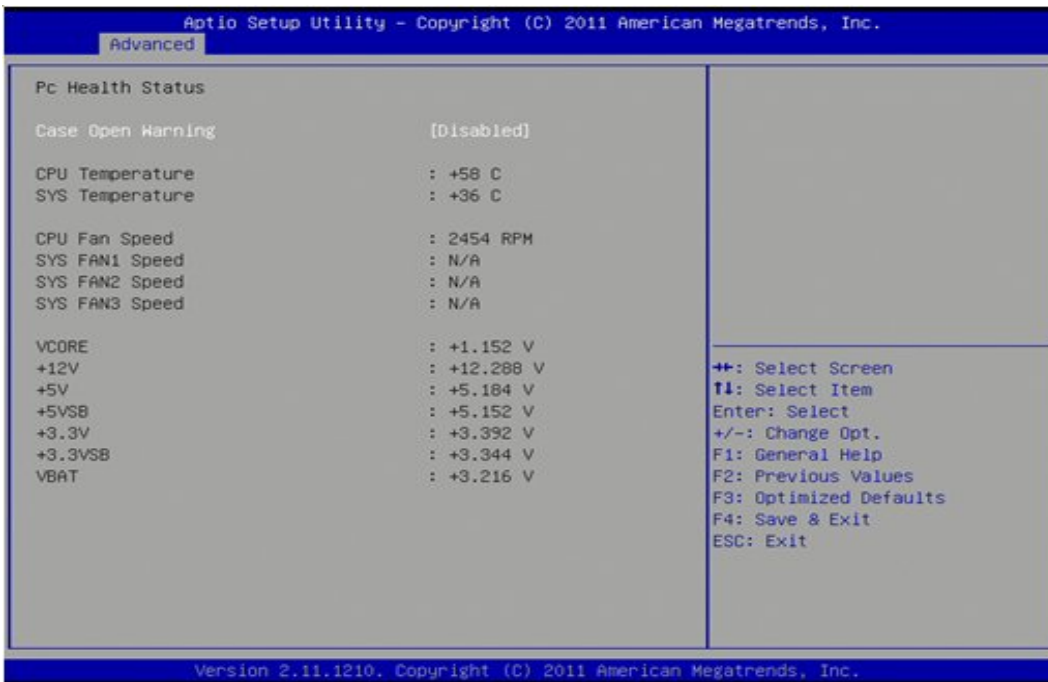 Aptio Setup Utility – Copyright (C) 2011 American Megatrends, Inc.
Advanced
Pc Health Status
Case Open Warning [Disabled]
CPU Temperature : +58 C
SYS Temperature : +36 C
CPU Fan Speed : 2454 RPM
SYS FAN1 Speed : N/A
SYS FAN2 Speed : N/A
SYS FAN3 Speed : N/A
VCORE : +1.152 V
+12V : +12.288 V
+5V : +5.184 V
+5VSB : +5.152 V
+3.3V : +3.392 V
+3.3VSB : +3.344 V
VBAT : +3.216 V
→←: Select Screen
↑↓: Select Item
Enter: Select
+/-: Change Opt.
F1: General Help
F2: Previous Values
F3: Optimized Defaults
F4: Save & Exit
ESC: Exit
Version 2.11.1210. Copyright (C) 2011 American Megatrends, Inc.